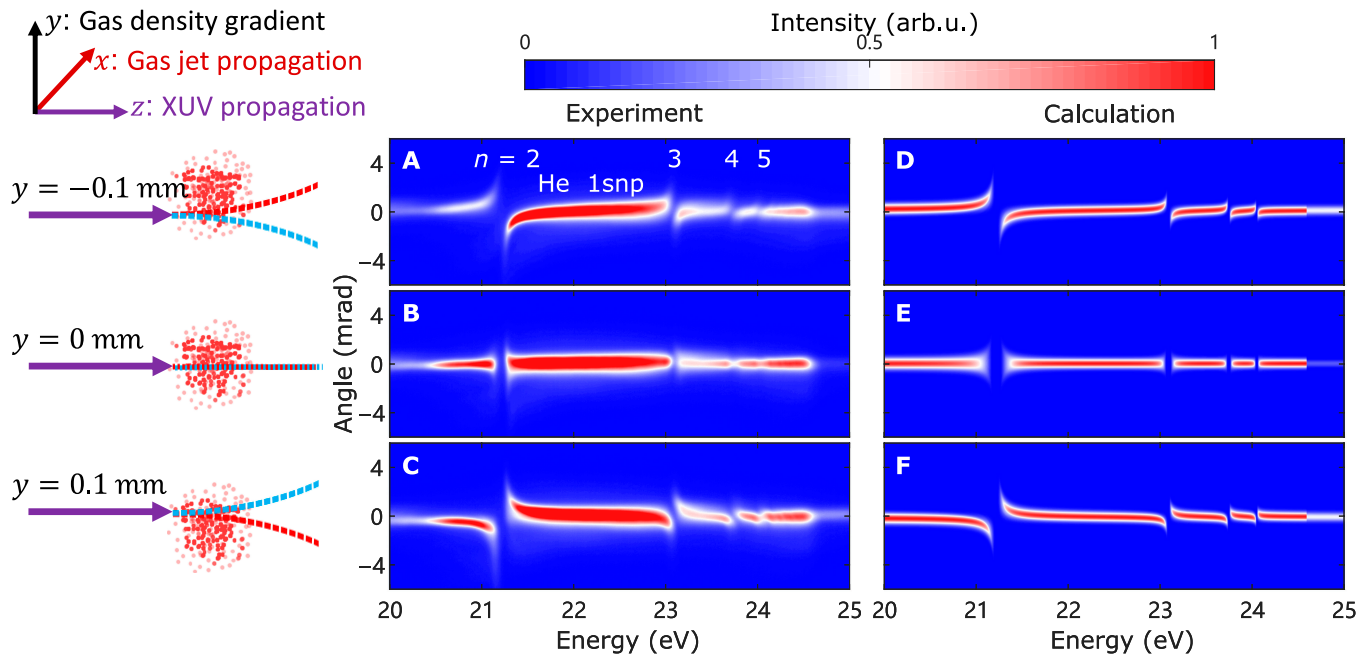 y: Gas density gradient
x: Gas jet propagation
z: XUV propagation
Intensity (arb.u.)
0 0.5 1
Experiment Calculation
y = −0.1 mm
y = 0 mm
y = 0.1 mm
Angle (mrad)
A n = 2 3 4 5
He 1snp
4
0
−4
B
4
0
−4
C
4
0
−4
20 21 22 23 24 25
Energy (eV)
D
E
F
20 21 22 23 24 25
Energy (eV)